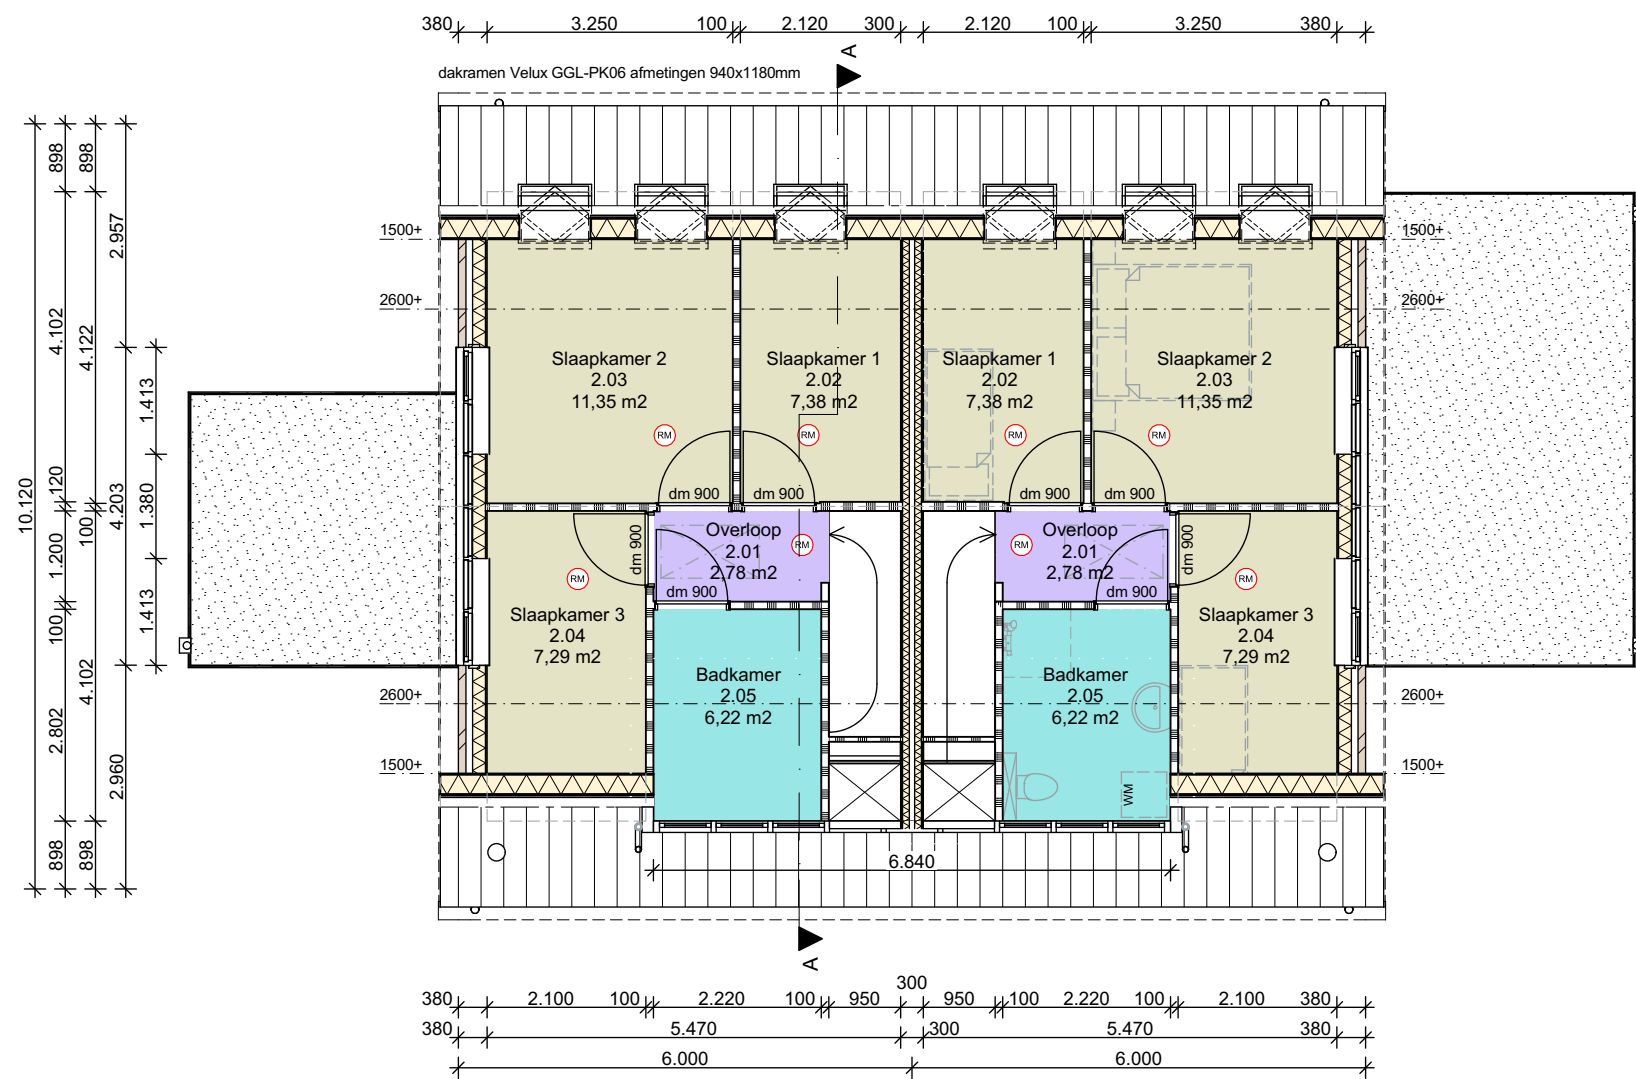 380 3.250 100 2.120 300 2.120 100 3.250 380
A
dakramen Velux GGL-PK06 afmetingen 940x1180mm
10.120
898 4.102 120 1.200 100 2.802 898
898 4.122 100 4.102 898
2.957 4.203 2.960
1.413 1.380 1.413
1500+ 1500+
2600+ 2600+
Slaapkamer 2
2.03
11,35 m2
Slaapkamer 1
2.02
7,38 m2
Slaapkamer 1
2.02
7,38 m2
Slaapkamer 2
2.03
11,35 m2
RM RM RM RM
dm 900 dm 900 dm 900 dm 900
Overloop
2.01
2,78 m2
RM
dm 900
dm 900
Overloop
2.01
2,78 m2
RM
dm 900
dm 900
RM
Slaapkamer 3
2.04
7,29 m2
Badkamer
2.05
6,22 m2
Badkamer
2.05
6,22 m2
RM
Slaapkamer 3
2.04
7,29 m2
2600+ 2600+
1500+ 1500+
WM
6.840
A
300
380 2.100 100 2.220 100 950 950 100 2.220 100 2.100 380
380 5.470 300 5.470 380
6.000 6.000